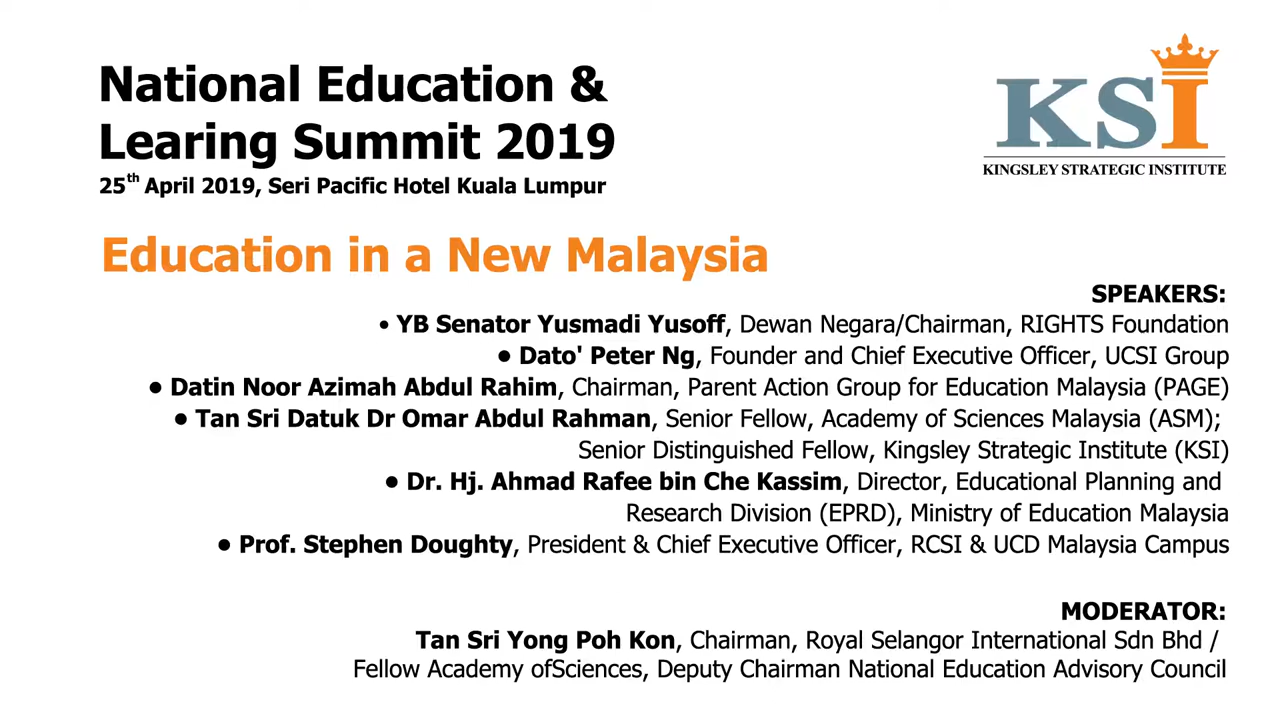 National Education &
Learing Summit 2019
25th April 2019, Seri Pacific Hotel Kuala Lumpur
KSI
KINGSLEY STRATEGIC INSTITUTE
Education in a New Malaysia
SPEAKERS:
• YB Senator Yusmadi Yusoff, Dewan Negara/Chairman, RIGHTS Foundation
• Dato' Peter Ng, Founder and Chief Executive Officer, UCSI Group
• Datin Noor Azimah Abdul Rahim, Chairman, Parent Action Group for Education Malaysia (PAGE)
• Tan Sri Datuk Dr Omar Abdul Rahman, Senior Fellow, Academy of Sciences Malaysia (ASM);
Senior Distinguished Fellow, Kingsley Strategic Institute (KSI)
• Dr. Hj. Ahmad Rafee bin Che Kassim, Director, Educational Planning and
Research Division (EPRD), Ministry of Education Malaysia
• Prof. Stephen Doughty, President & Chief Executive Officer, RCSI & UCD Malaysia Campus
MODERATOR:
Tan Sri Yong Poh Kon, Chairman, Royal Selangor International Sdn Bhd /
Fellow Academy ofSciences, Deputy Chairman National Education Advisory Council